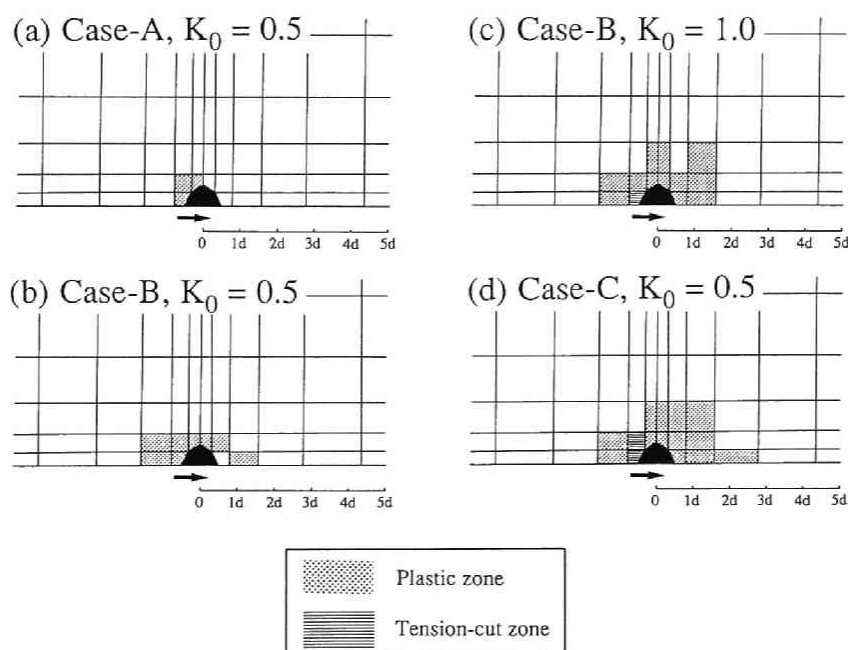 (a) Case-A, K0 = 0.5
0 1d 2d 3d 4d 5d
(b) Case-B, K0 = 0.5
0 1d 2d 3d 4d 5d
(c) Case-B, K0 = 1.0
0 1d 2d 3d 4d 5d
(d) Case-C, K0 = 0.5
0 1d 2d 3d 4d 5d
Plastic zone
Tension-cut zone